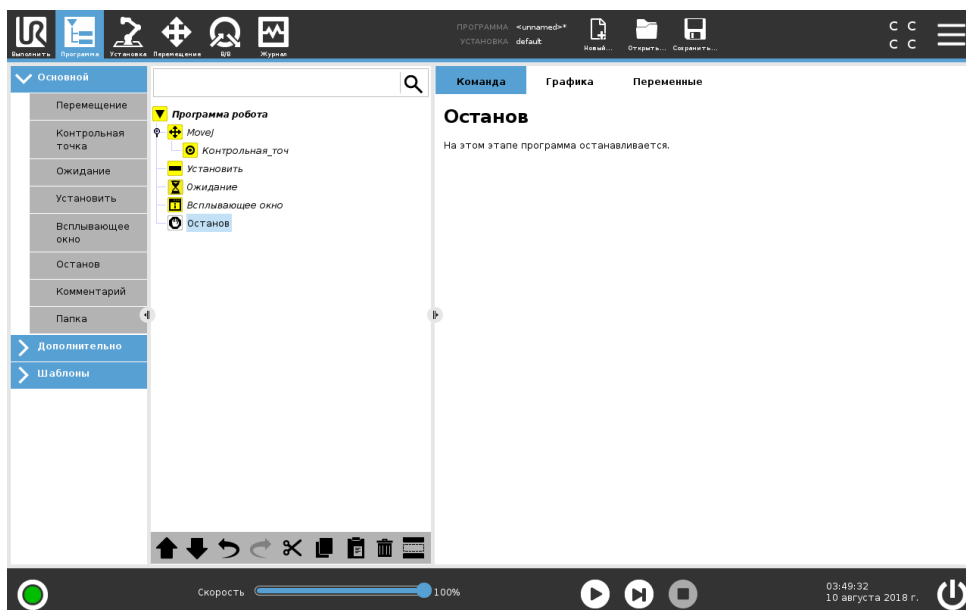 ПРОГРАММА <unnamed>*
УСТАНОВКА default
Выполнить Программа Установка Перемещение В/В Журнал
Новый... Открыть... Сохранить...
C C
C C
Основной
Перемещение
Контрольная
точка
Ожидание
Установить
Всплывающее
окно
Останов
Комментарий
Папка
Дополнительно
Шаблоны
Программа робота
MoveJ
Контрольная_точ
Установить
Ожидание
Всплывающее окно
Останов
Команда Графика Переменные
Останов
На этом этапе программа останавливается.
Скорость 100%
03:49:32
10 августа 2018 г.